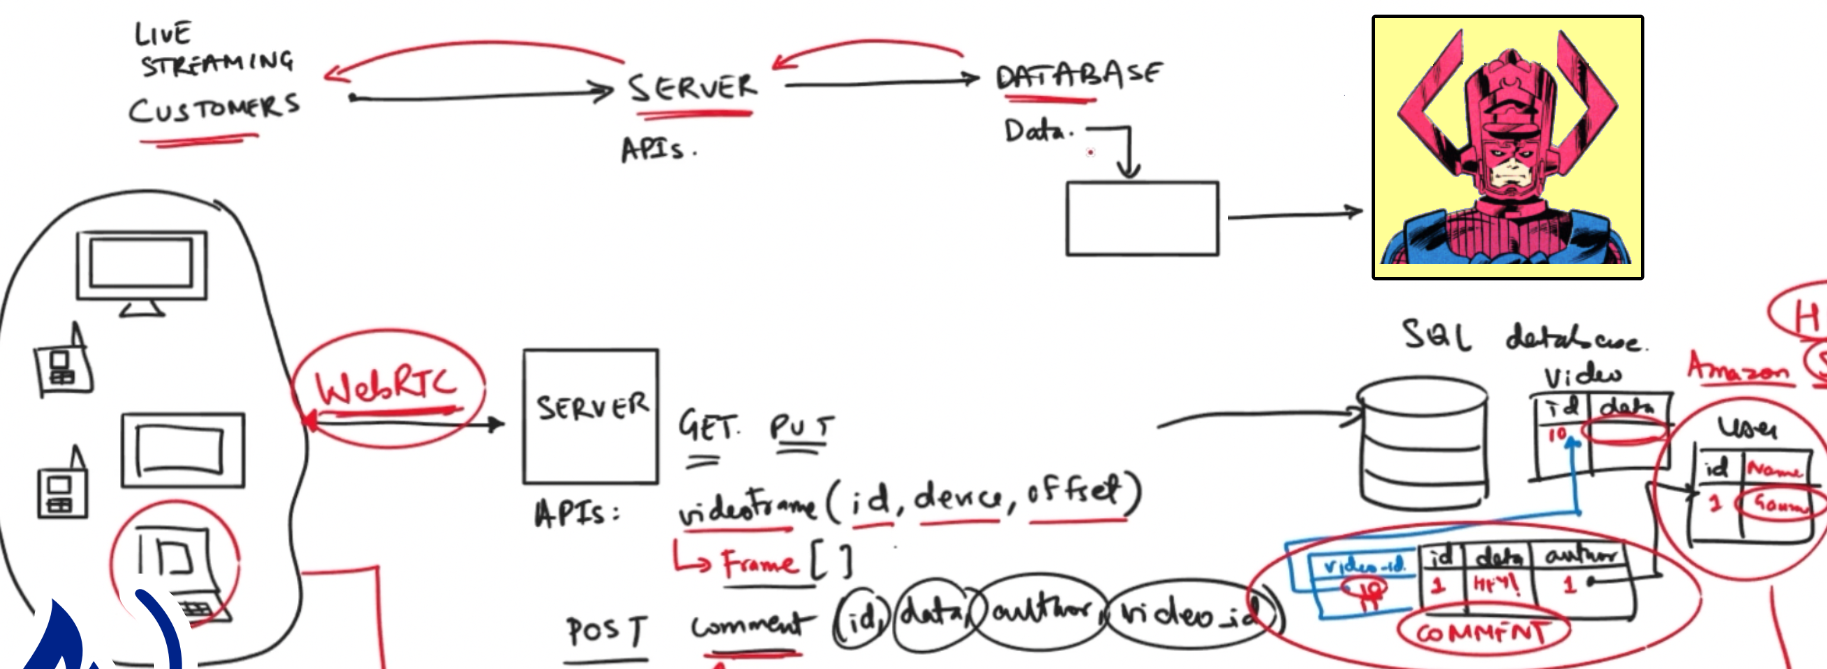 LIVE
STREAMING
CUSTOMERS
SERVER
APIs.
DATABASE
Data.
WebRTC
SERVER
GET PUT
APIs: videoframe (id, device, offset)
Frame []
POST comment (id, data, author, video_id)
SQL database.
Video
id data
10
Amazon
H
User
id Name
1
video-id. id data author
10 1 HEY! 1
COMMENT